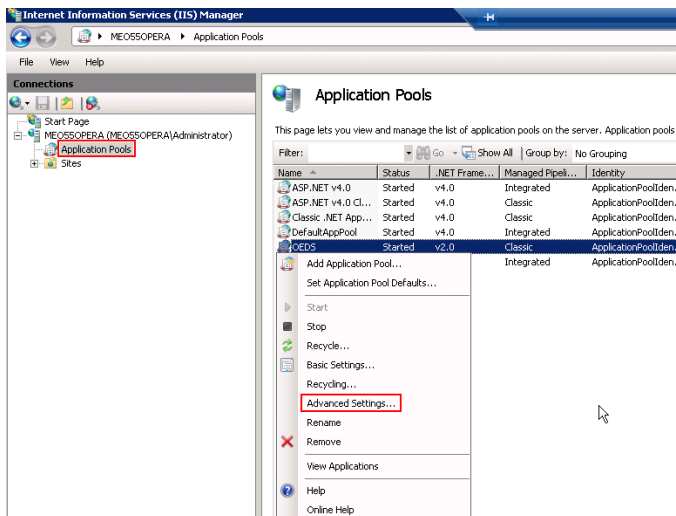 Internet Information Services (IIS) Manager
MEO55OPERA Application Pools
File View Help
Connections
Start Page
MEO55OPERA (MEO55OPERA\Administrator)
Application Pools
Sites
Application Pools
This page lets you view and manage the list of application pools on the server. Application pools
Filter: Go Show All Group by: No Grouping
Name Status .NET Frame... Managed Pipeli... Identity
ASP.NET v4.0 Started v4.0 Integrated ApplicationPoolIden.
ASP.NET v4.0 Cl... Started v4.0 Classic ApplicationPoolIden.
Classic .NET App... Started v4.0 Classic ApplicationPoolIden.
DefaultAppPool Started v4.0 Integrated ApplicationPoolIden.
OEDS Started v2.0 Classic ApplicationPoolIden.
Integrated ApplicationPoolIden.
Add Application Pool...
Set Application Pool Defaults...
Start
Stop
Recycle...
Basic Settings...
Recycling...
Advanced Settings...
Rename
Remove
View Applications
Help
Online Help